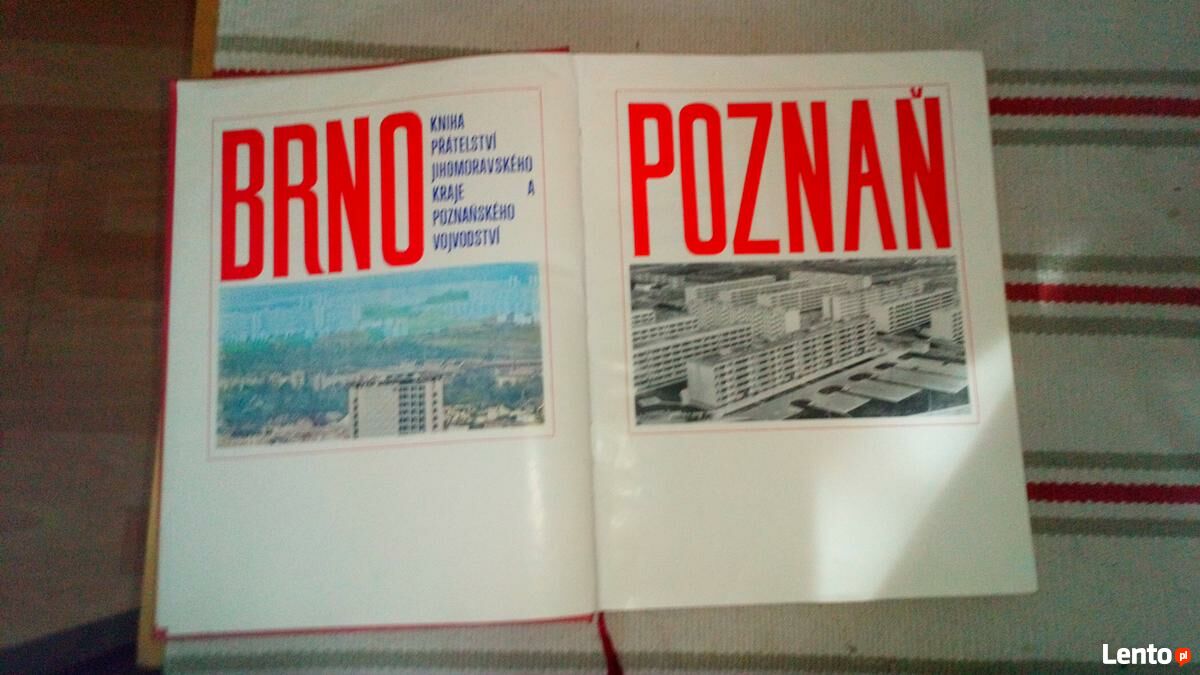 BRNO
KNIHA
PŘÁTELSTVÍ
JIHOMORAVSKÉHO
KRAJE A
POZNAŇSKÉHO
VOJVODSTVÍ
POZNAŇ
Lento.pl